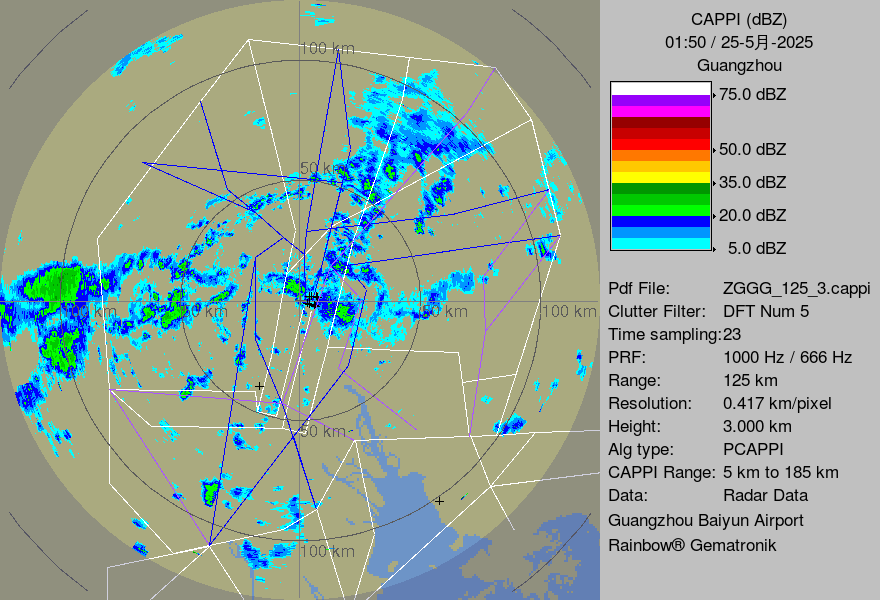 CAPPI (dBZ)
01:50 / 25-5月-2025
Guangzhou
75.0 dBZ
50.0 dBZ
35.0 dBZ
20.0 dBZ
5.0 dBZ
Pdf File: ZGGG_125_3.cappi
Clutter Filter: DFT Num 5
Time sampling:23
PRF: 1000 Hz / 666 Hz
Range: 125 km
Resolution: 0.417 km/pixel
Height: 3.000 km
Alg type: PCAPPI
CAPPI Range: 5 km to 185 km
Data: Radar Data
Guangzhou Baiyun Airport
Rainbow® Gematronik
100 km
50 km
100 km
50 km
50 km
100 km
50 km
100 km